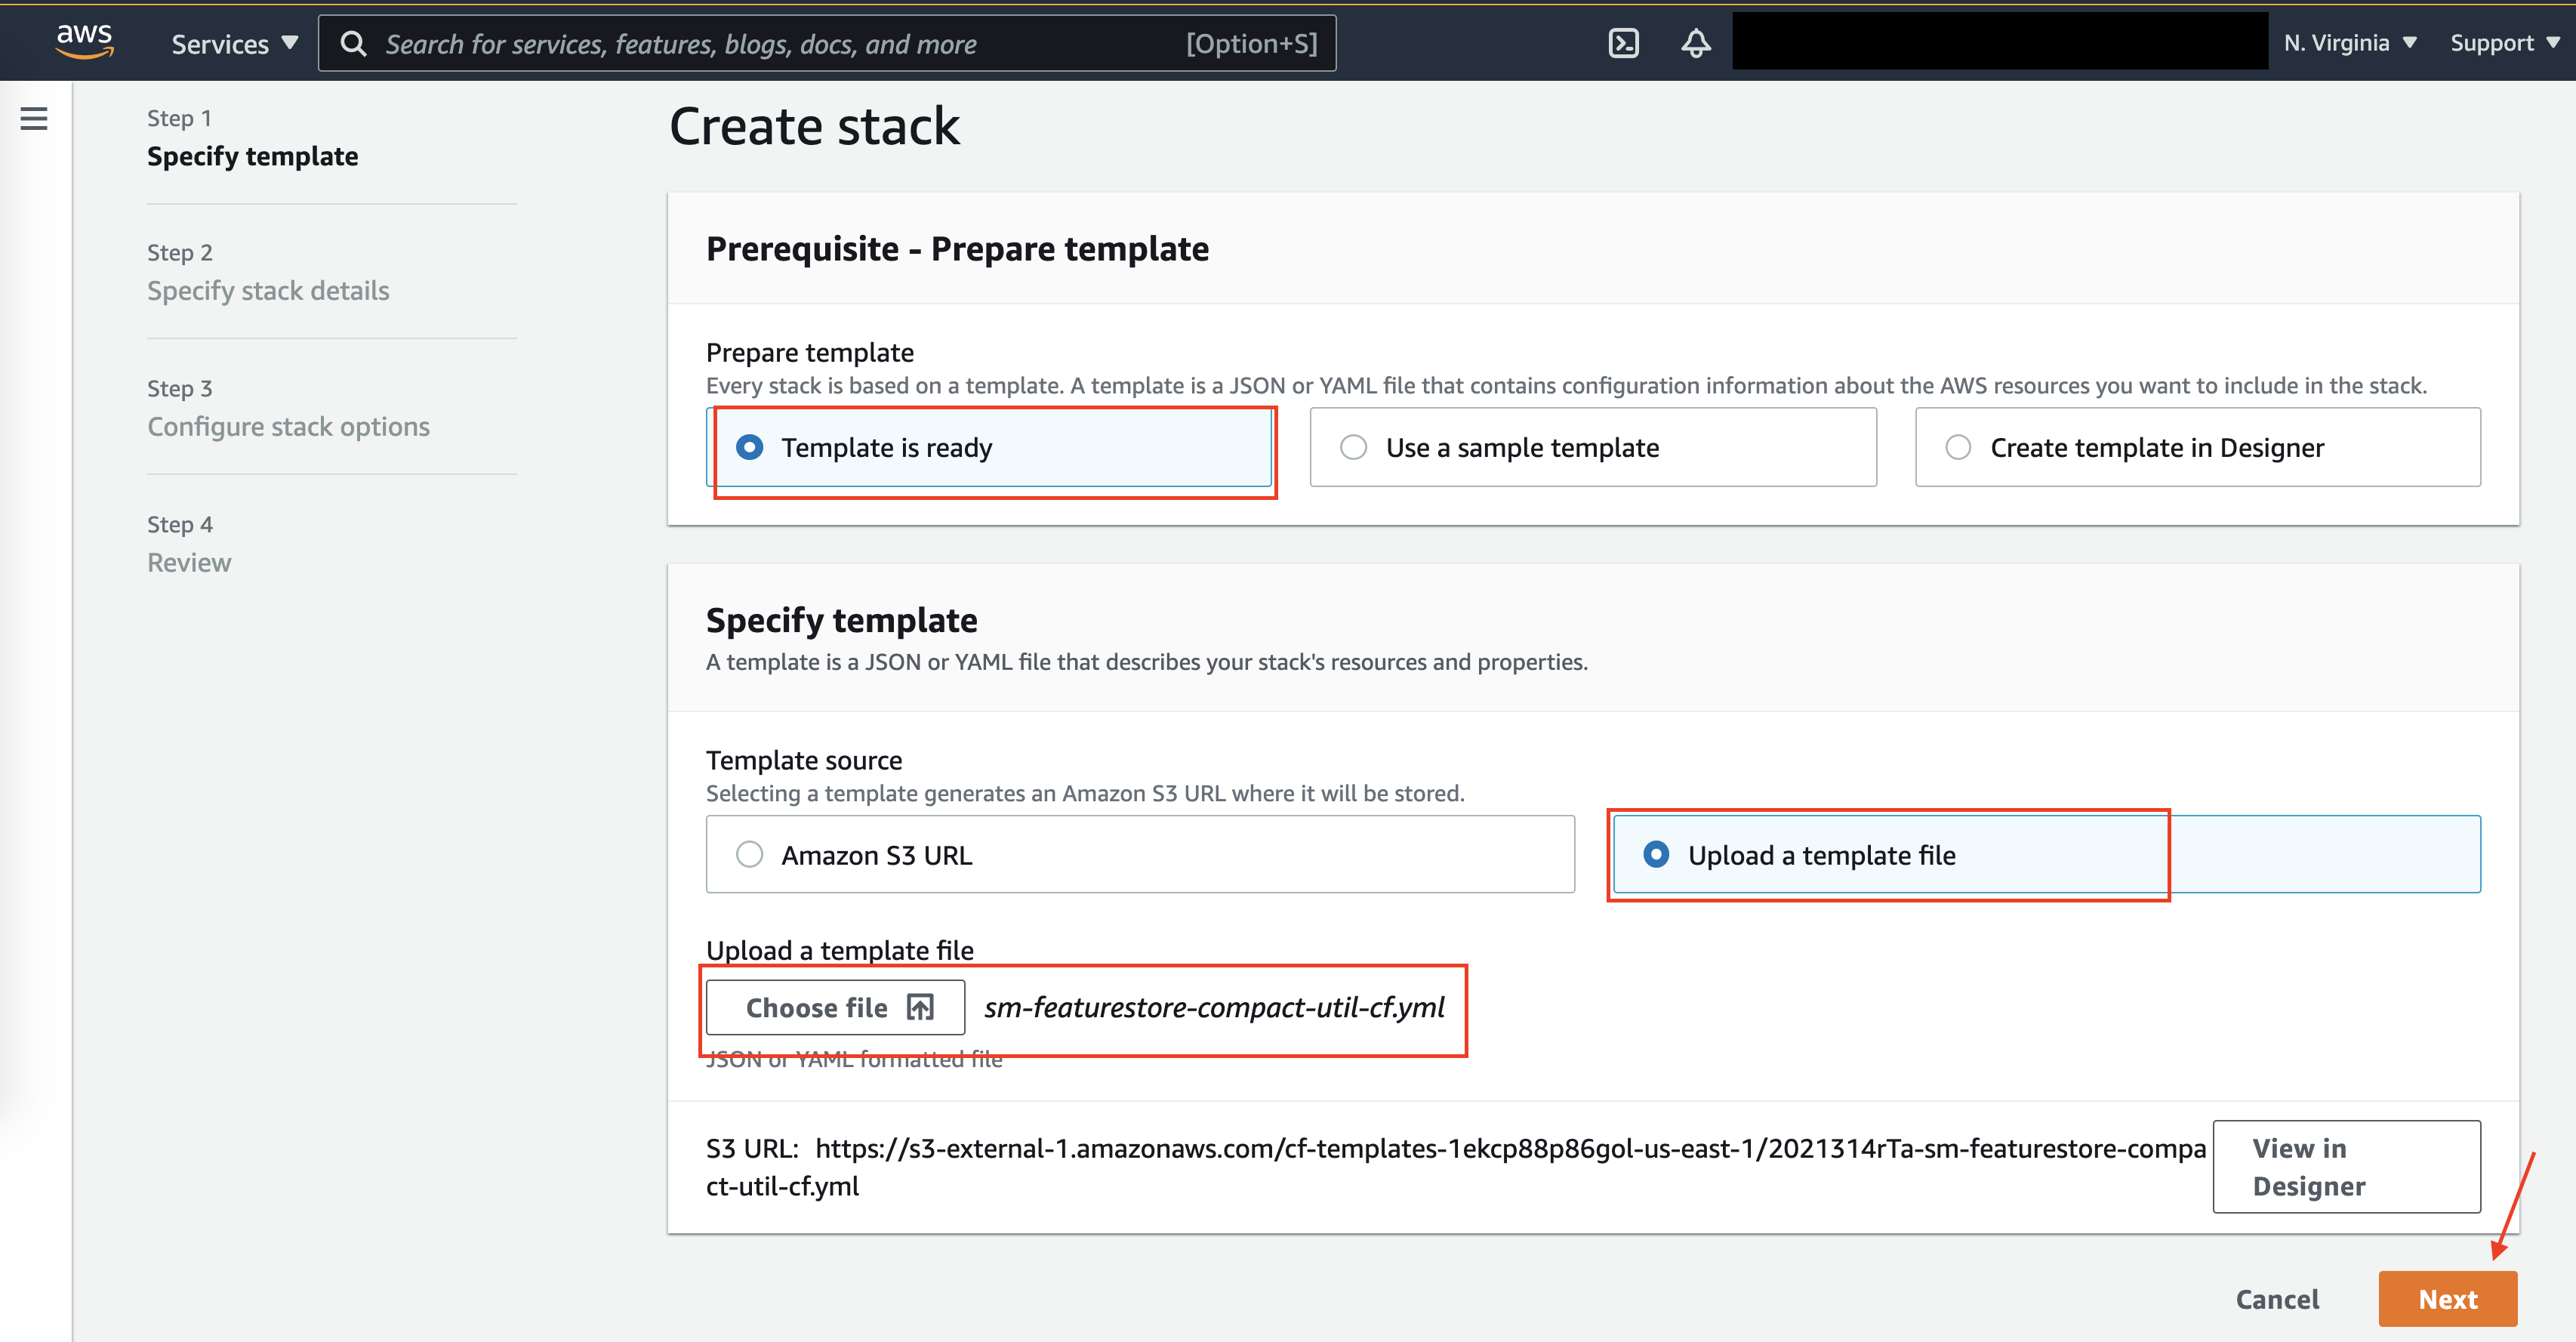 aws
Services
Search for services, features, blogs, docs, and more
[Option+S]
N. Virginia
Support
Step 1
Specify template
Step 2
Specify stack details
Step 3
Configure stack options
Step 4
Review
Create stack
Prerequisite - Prepare template
Prepare template
Every stack is based on a template. A template is a JSON or YAML file that contains configuration information about the AWS resources you want to include in the stack.
Template is ready
Use a sample template
Create template in Designer
Specify template
A template is a JSON or YAML file that describes your stack's resources and properties.
Template source
Selecting a template generates an Amazon S3 URL where it will be stored.
Amazon S3 URL
Upload a template file
Upload a template file
Choose file
sm-featurestore-compact-util-cf.yml
JSON or YAML formatted file
S3 URL: https://s3-external-1.amazonaws.com/cf-templates-1ekcp88p86gol-us-east-1/2021314rTa-sm-featurestore-compa
ct-util-cf.yml
View in
Designer
Cancel
Next